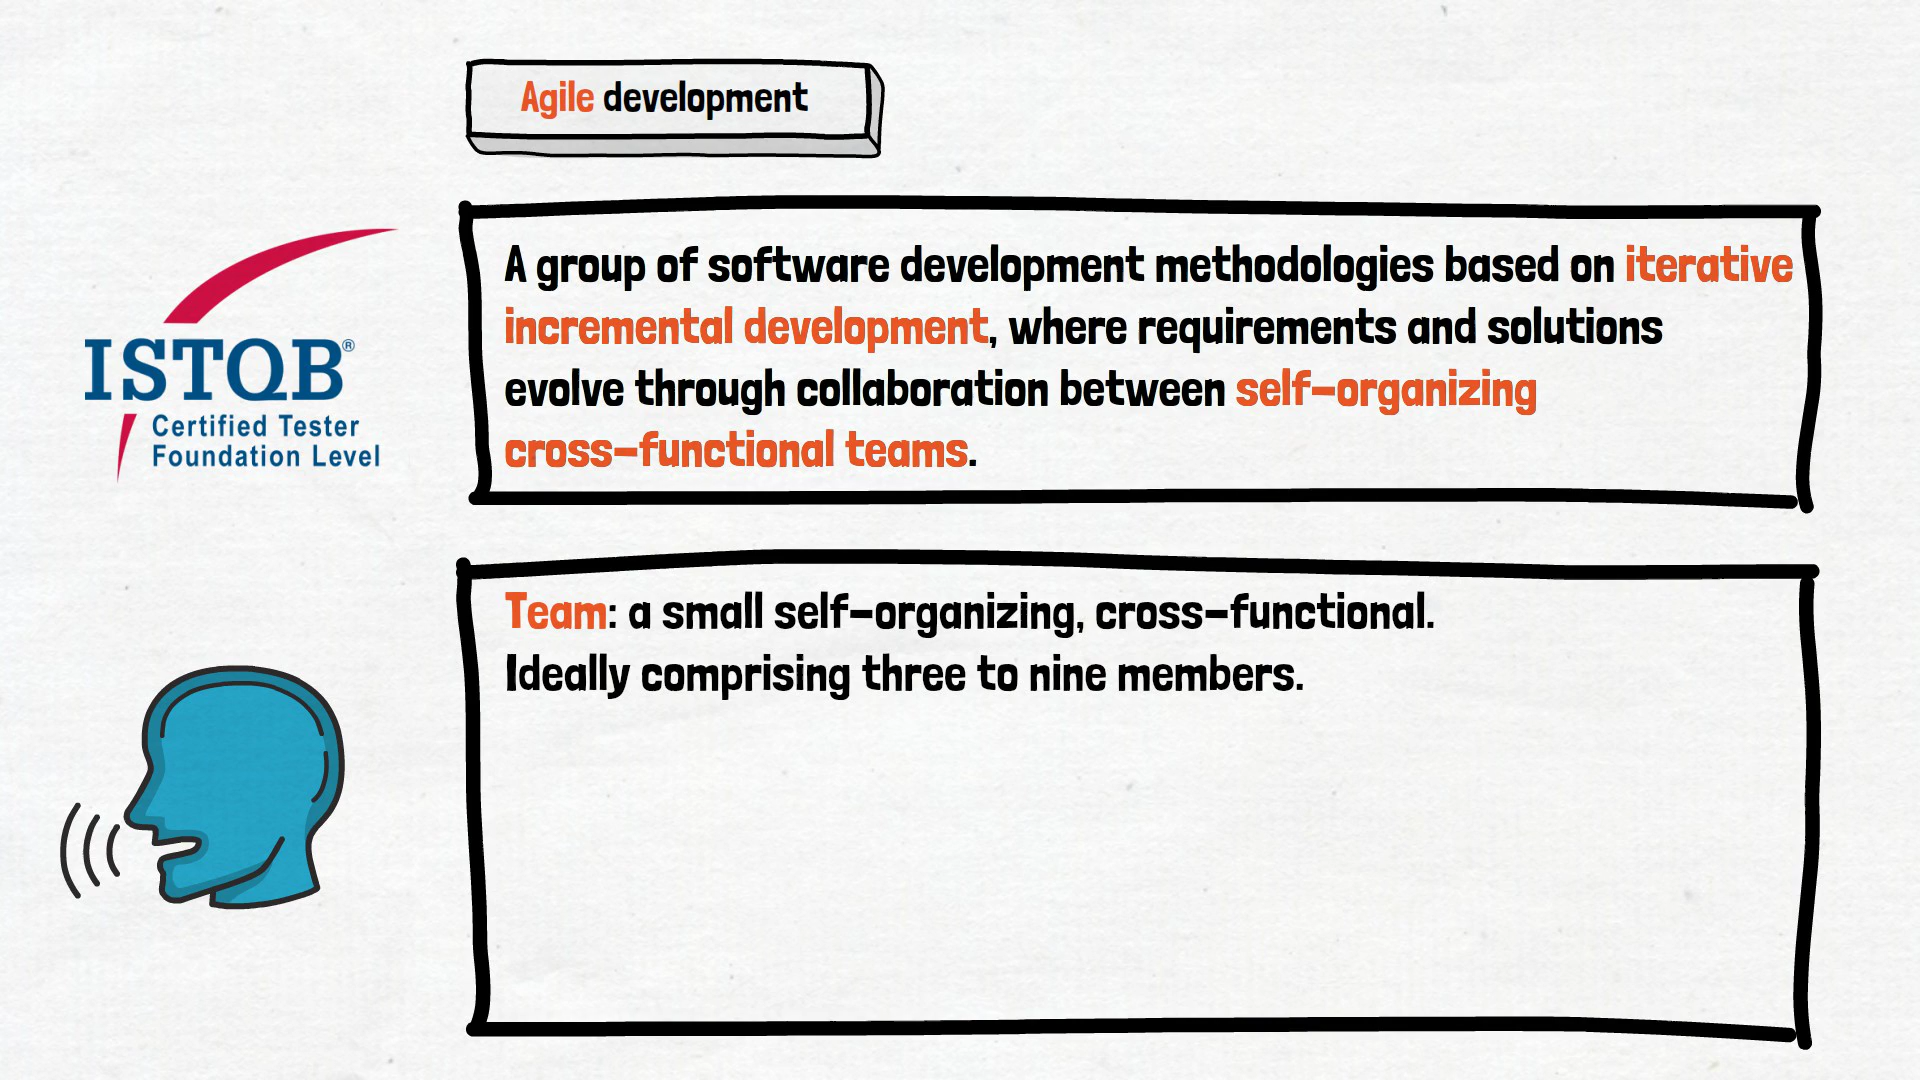 Agile development
A group of software development methodologies based on iterative
incremental development, where requirements and solutions
evolve through collaboration between self-organizing
cross-functional teams.
ISTQB®
Certified Tester
Foundation Level
Team: a small self-organizing, cross-functional.
Ideally comprising three to nine members.